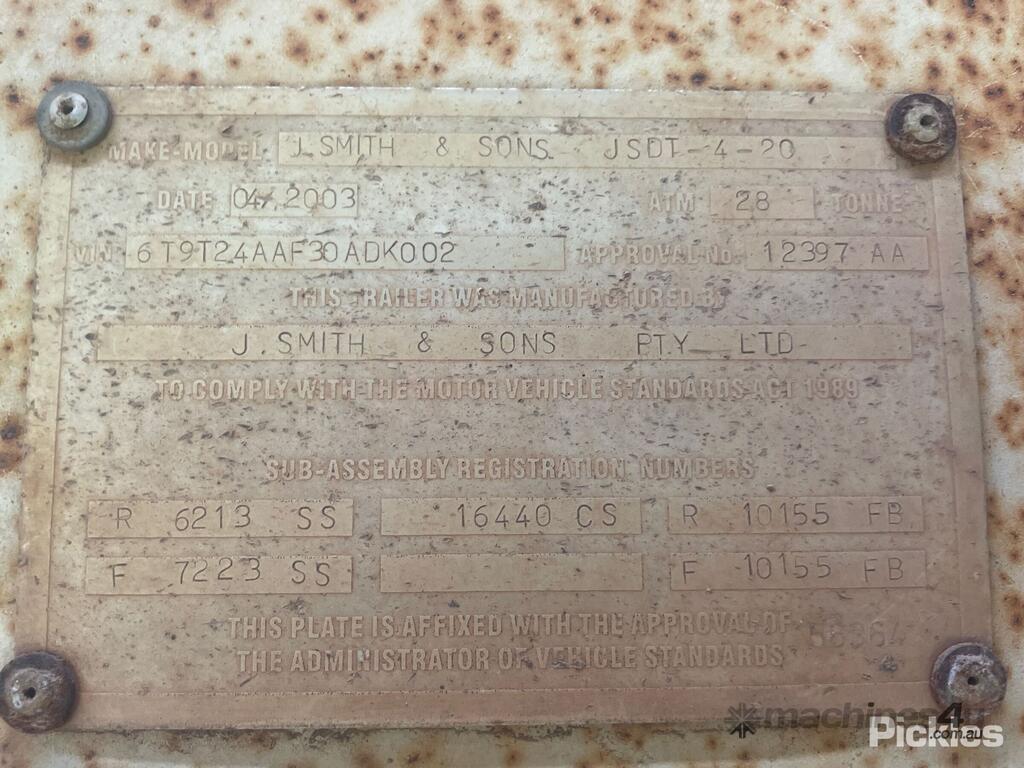 MAKE-MODEL J. SMITH & SONS JSDT-4-20
DATE 04/2003 ATM 28 TONNE
VIN 6T9T24AAF30ADK002 APPROVAL No. 12397 AA
THIS TRAILER WAS MANUFACTURED BY
J. SMITH & SONS PTY LTD
TO COMPLY WITH THE MOTOR VEHICLE STANDARDS ACT 1989
SUB-ASSEMBLY REGISTRATION NUMBERS
R 6213 SS 16440 CS R 10155 FB
F 7223 SS F 10155 FB
THIS PLATE IS AFFIXED WITH THE APPROVAL OF
THE ADMINISTRATOR OF VEHICLE STANDARDS
machines4u
.com.au
Pickles